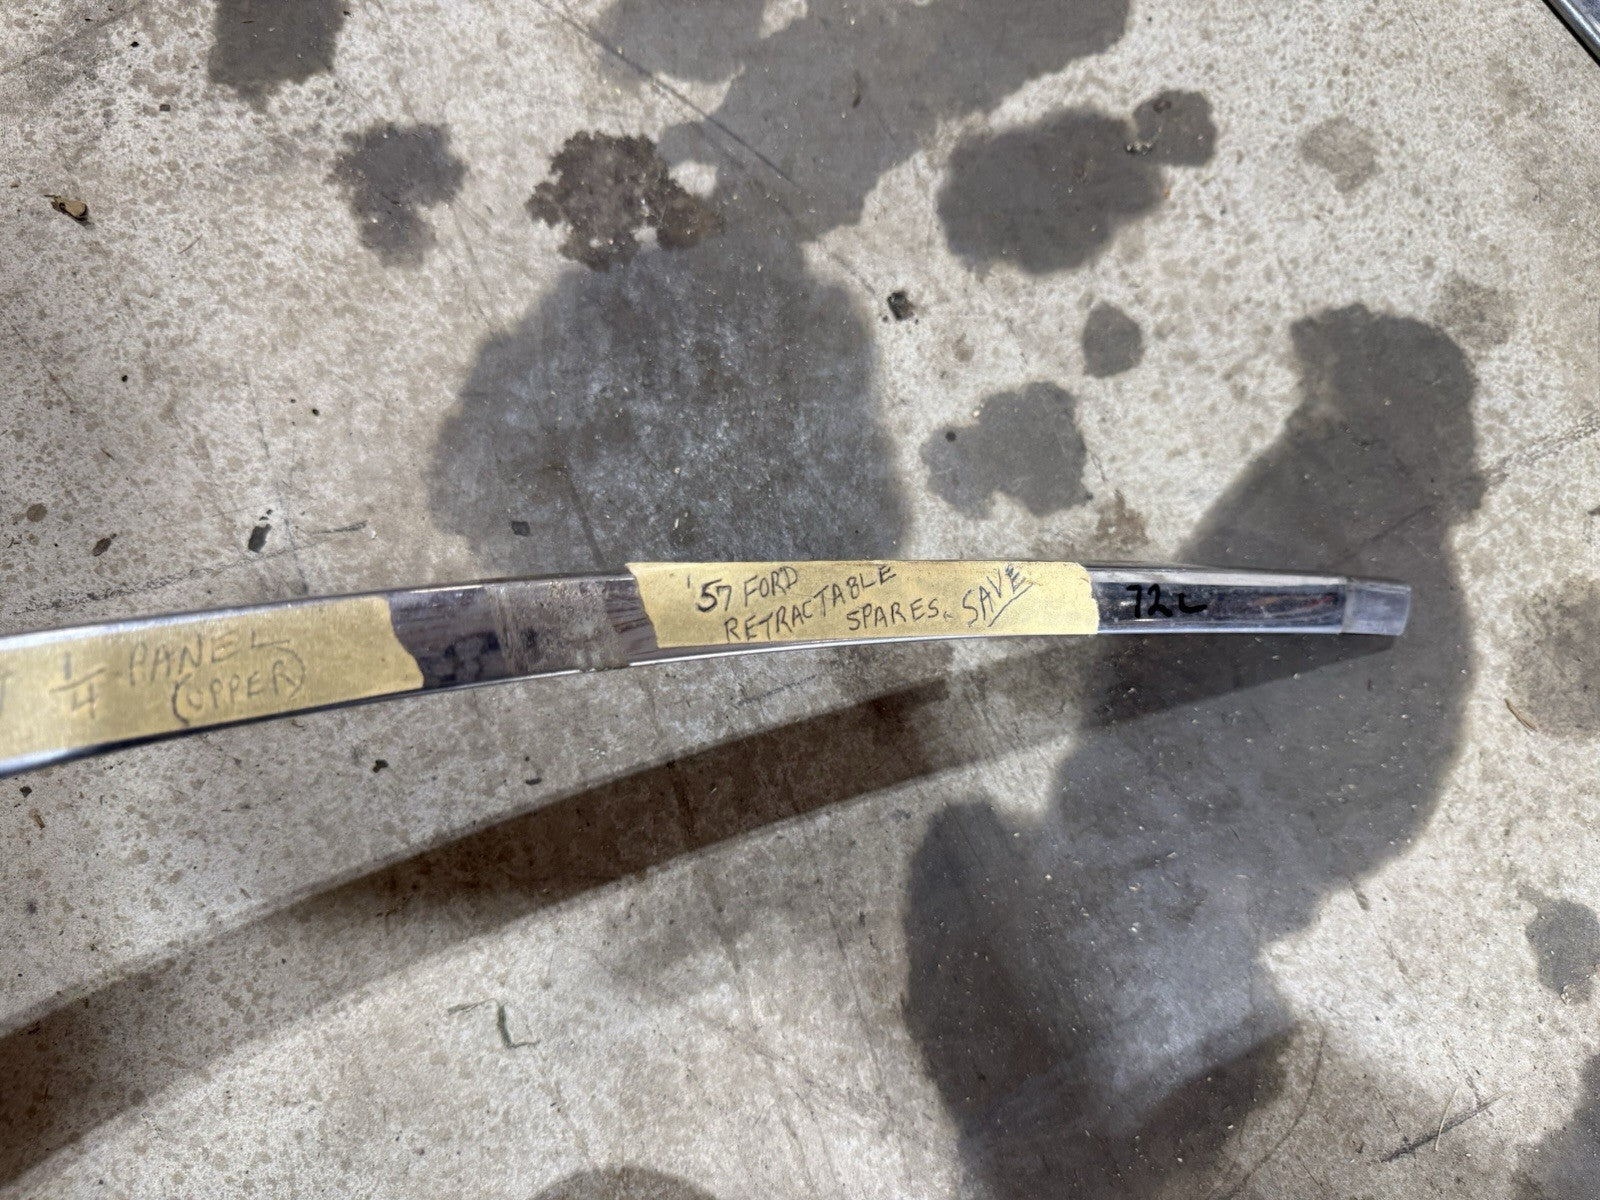 1/4 PANEL
(UPPER)
'57 FORD
RETRACTABLE
SPARES. SAVE
72L